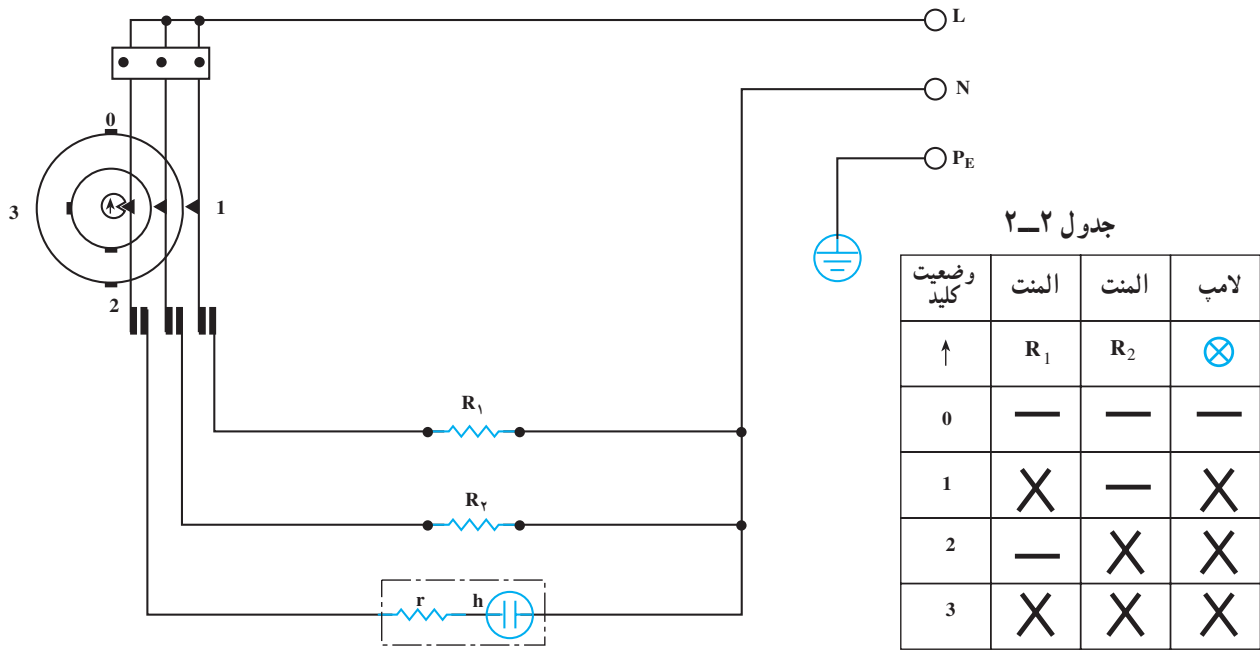 L
N
PE
0
3
1
2
R۱
R۲
r h
جدول ۲ــ۲
وضعیت کلید المنت المنت لامپ
↑ R1 R2 ⊗
0 — — —
1 X — X
2 — X X
3 X X X